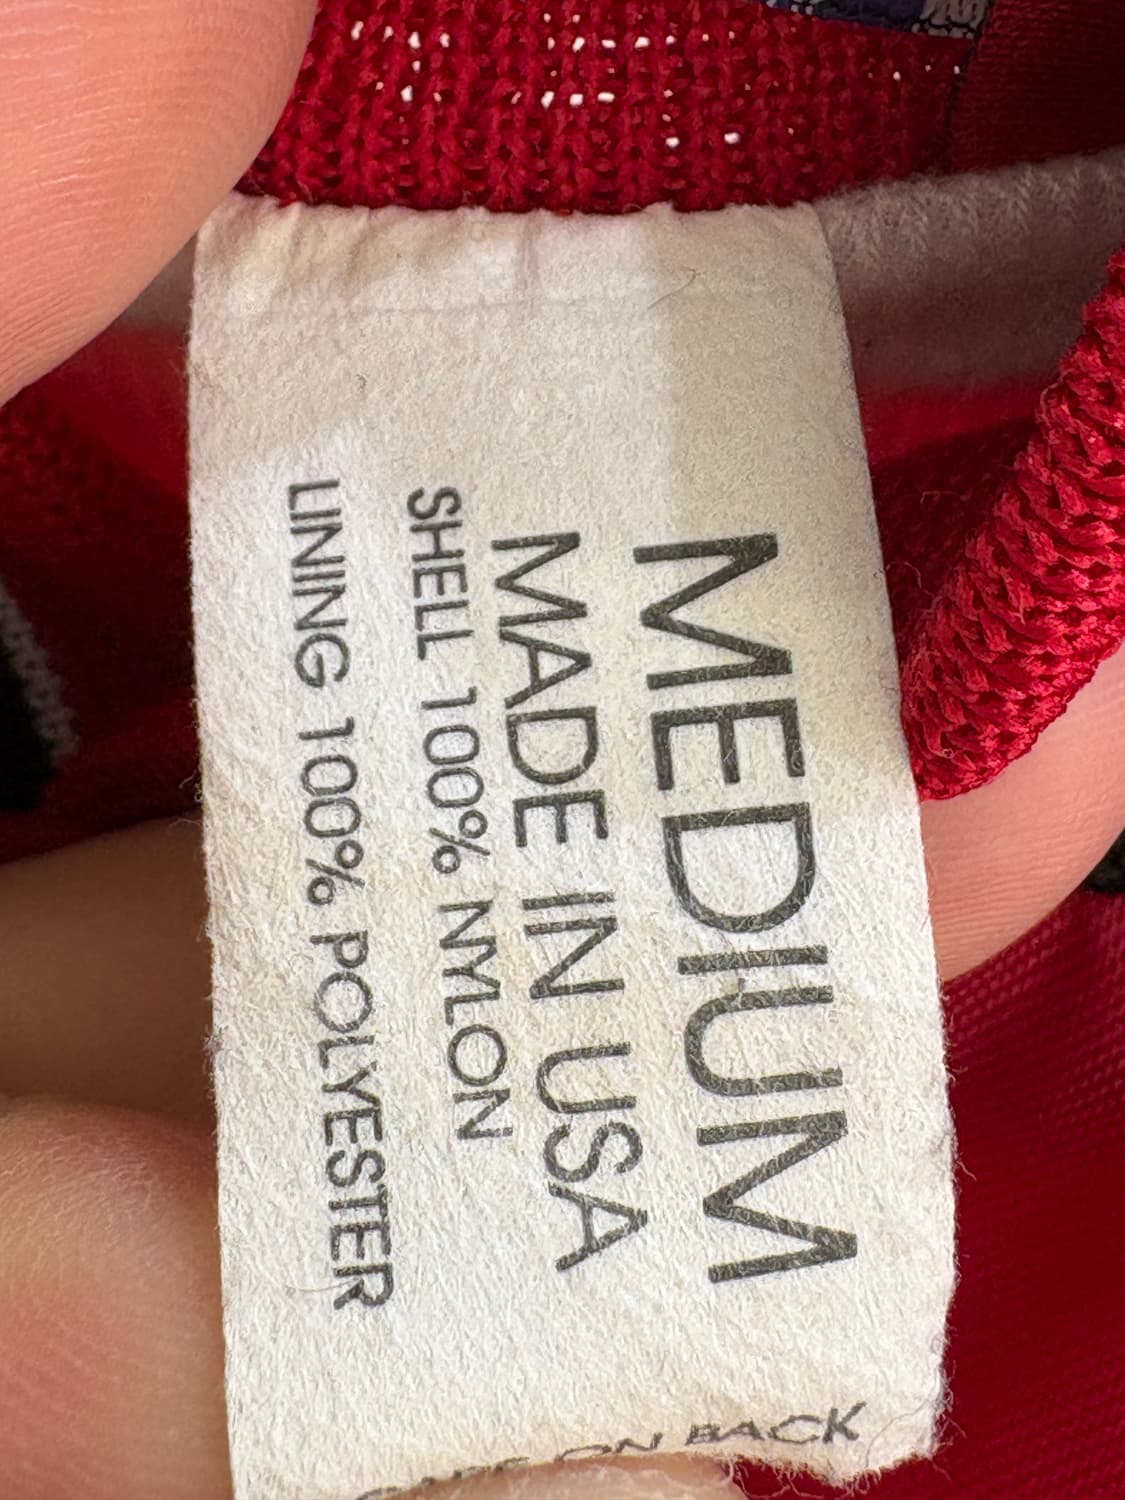 MEDIUM
MADE IN USA
SHELL 100% NYLON
LINING 100% POLYESTER
ON BACK